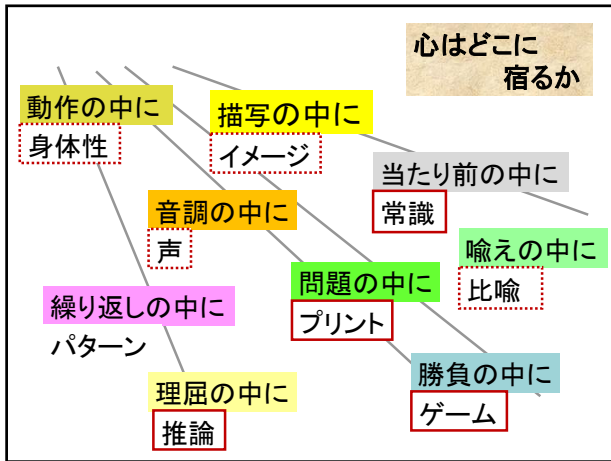 心はどこに
宿るか
動作の中に
身体性
描写の中に
イメージ
当たり前の中に
常識
音調の中に
声
喩えの中に
比喩
問題の中に
プリント
繰り返しの中に
パターン
勝負の中に
ゲーム
理屈の中に
推論